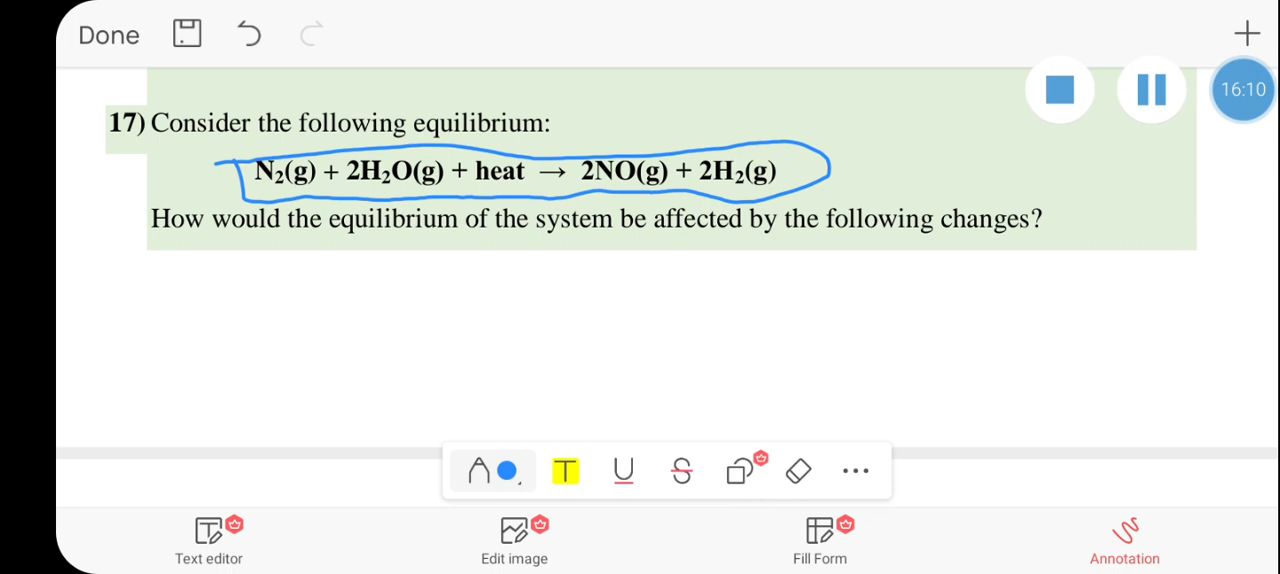 Done
16:10
17) Consider the following equilibrium:
N₂(g) + 2H₂O(g) + heat → 2NO(g) + 2H₂(g)
How would the equilibrium of the system be affected by the following changes?
T U S
Text editor Edit image Fill Form Annotation